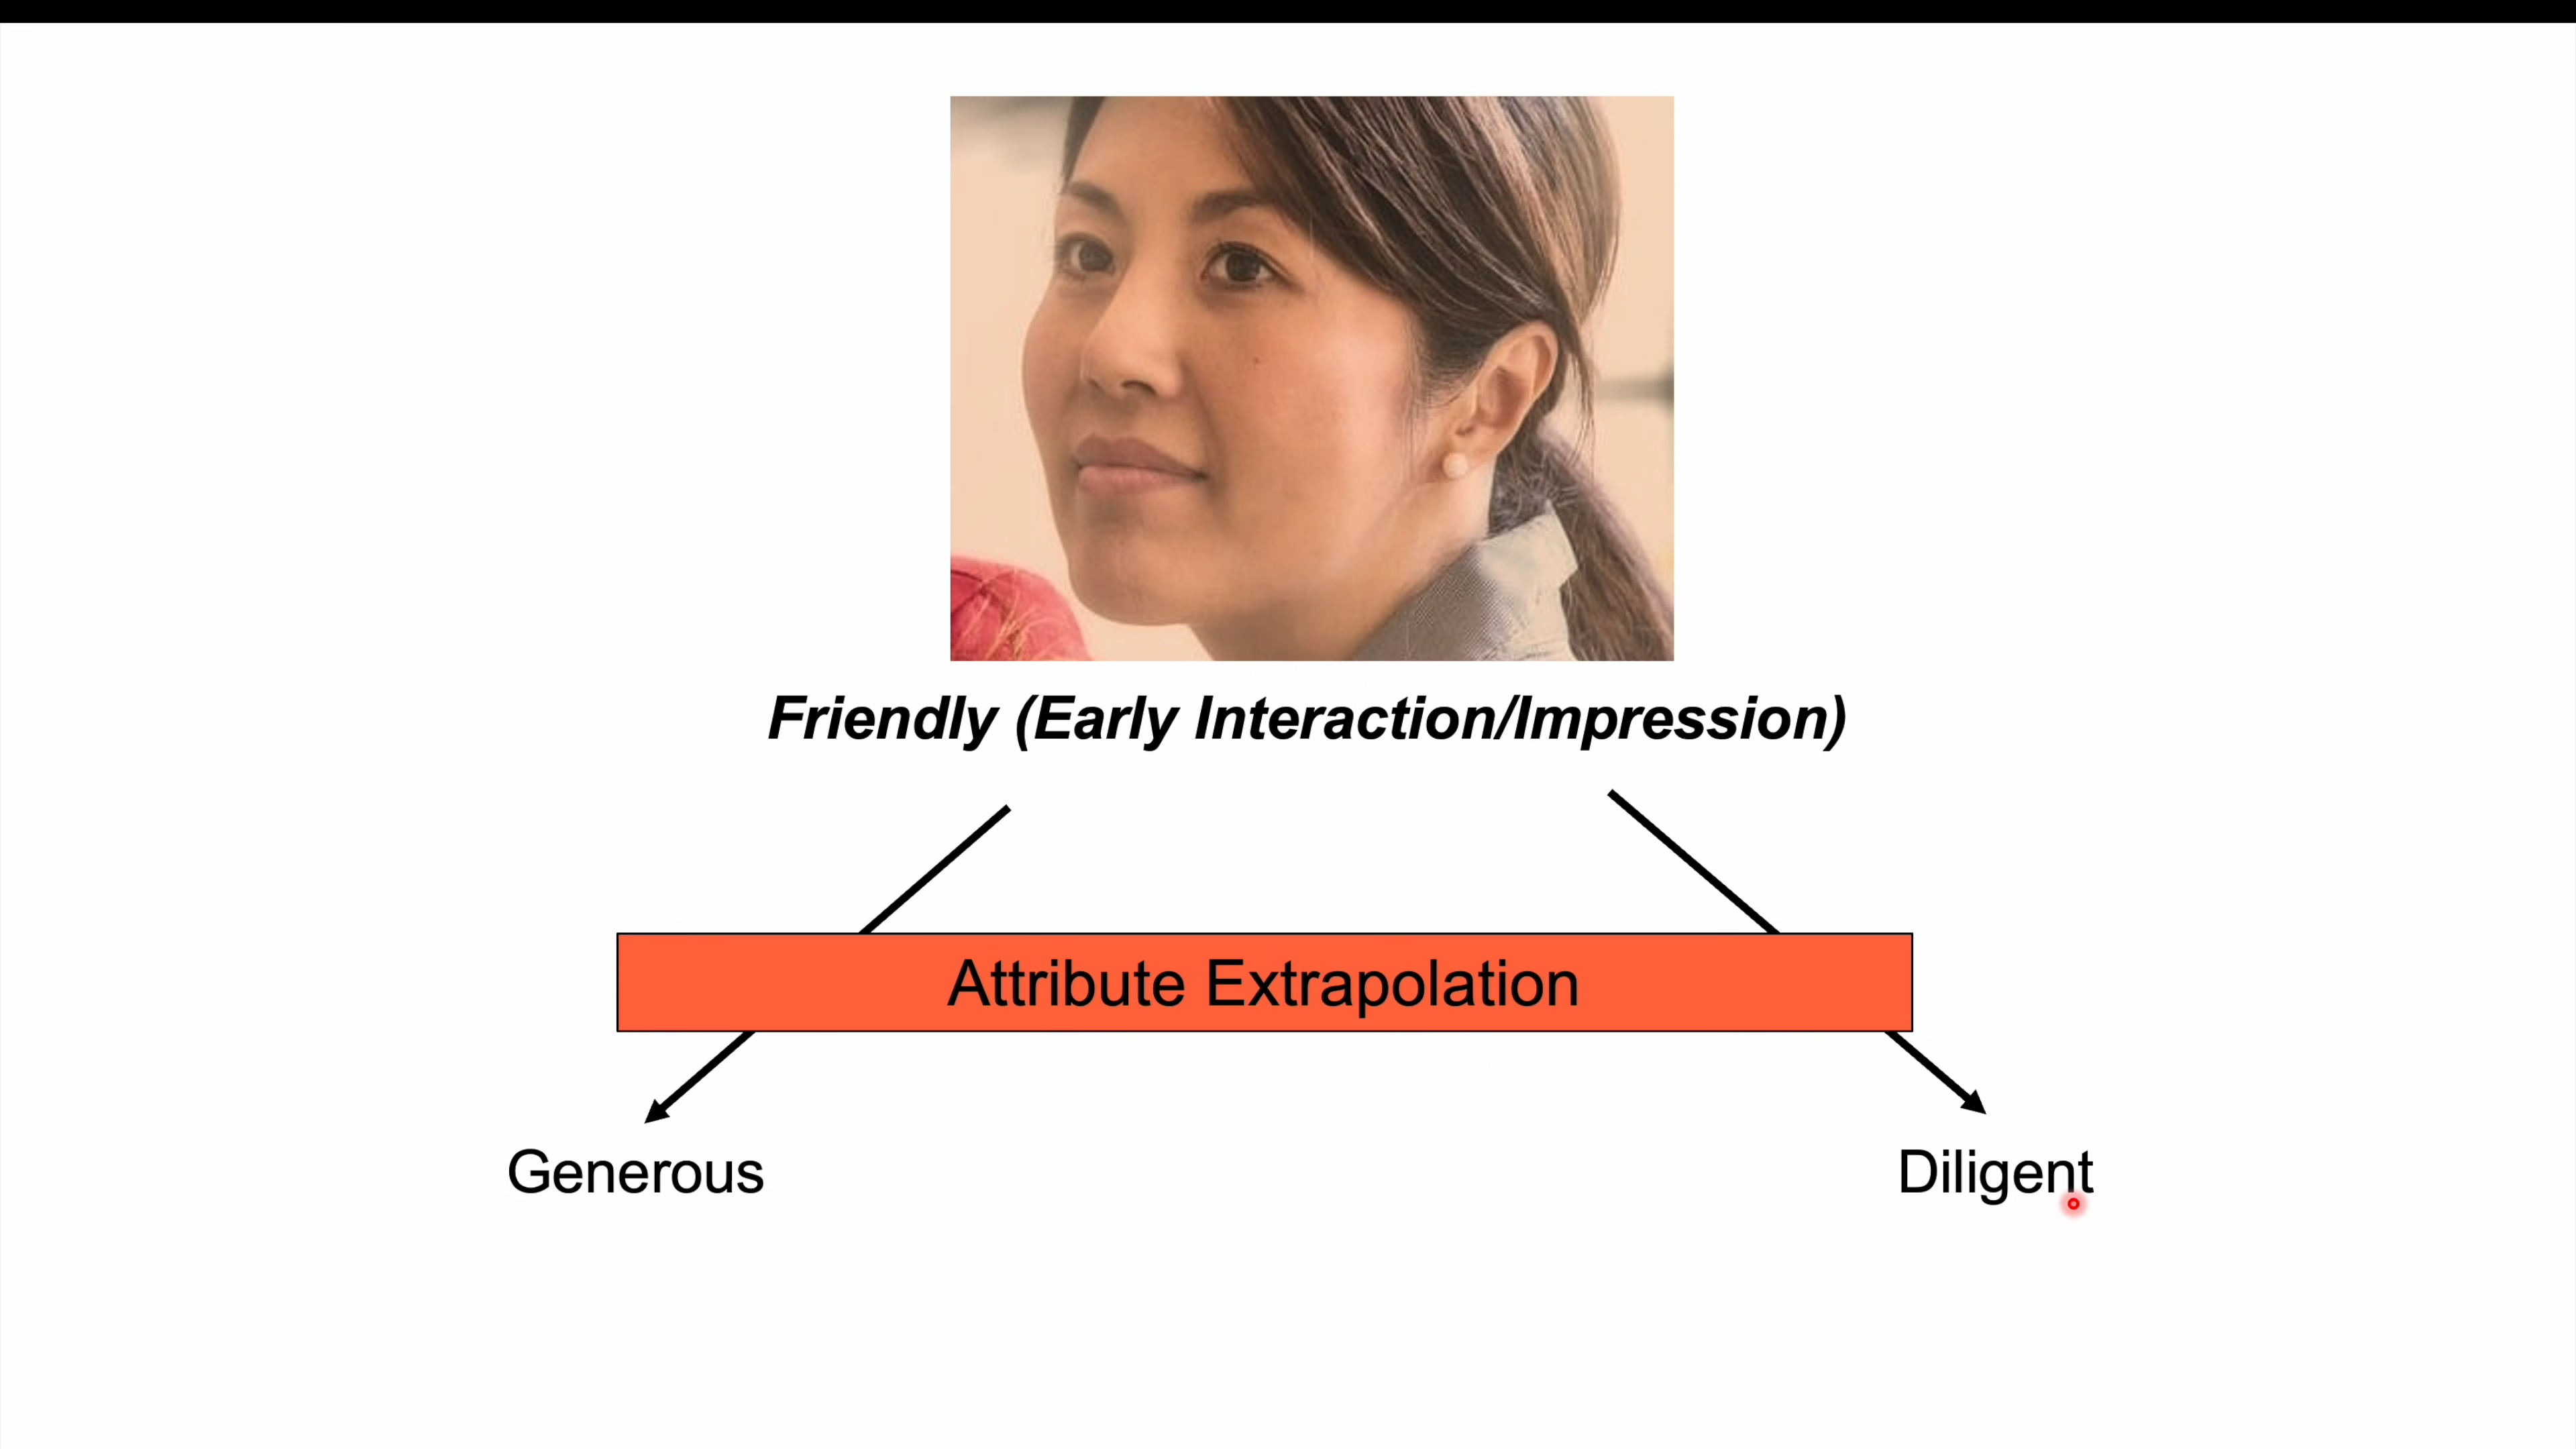 Friendly (Early Interaction/Impression)
Attribute Extrapolation
Generous
Diligent